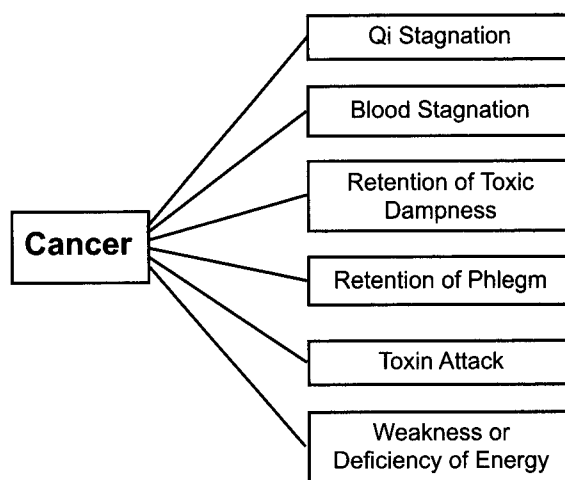 Qi Stagnation
Blood Stagnation
Retention of Toxic
Dampness
Cancer
Retention of Phlegm
Toxin Attack
Weakness or
Deficiency of Energy